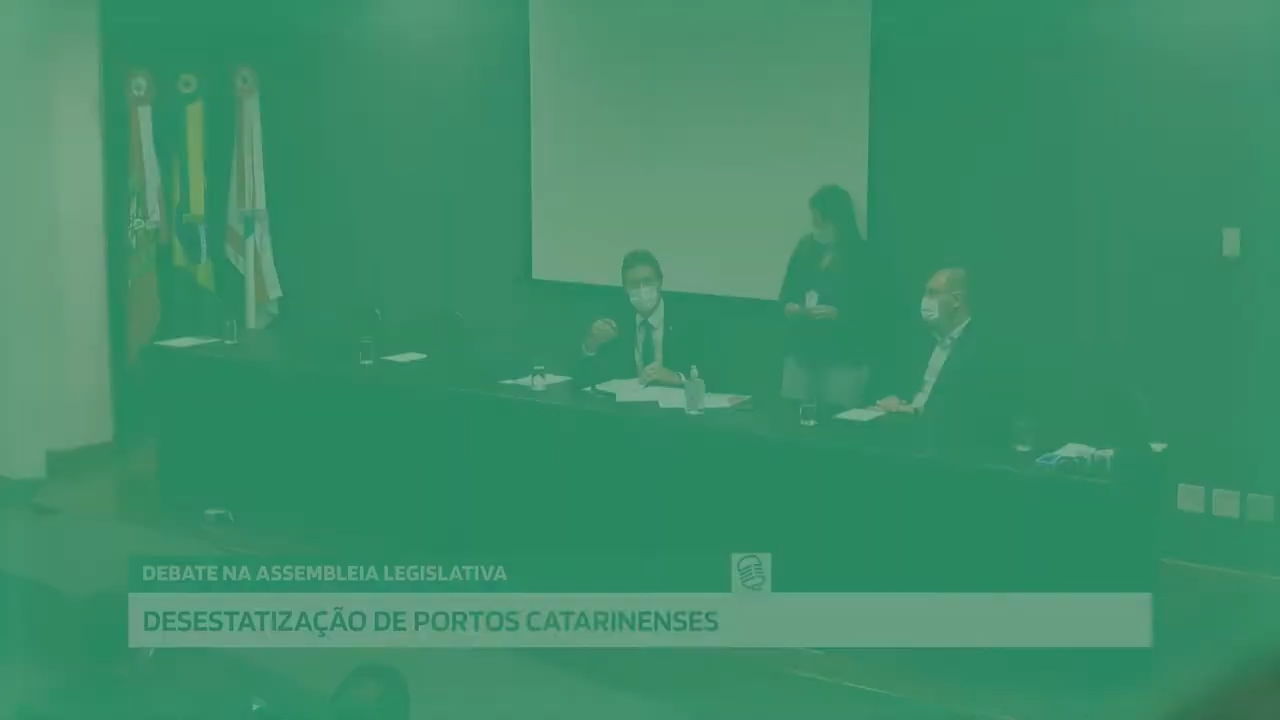 DEBATE NA ASSEMBLEIA LEGISLATIVA
DESESTATIZAÇÃO DE PORTOS CATARINENSES